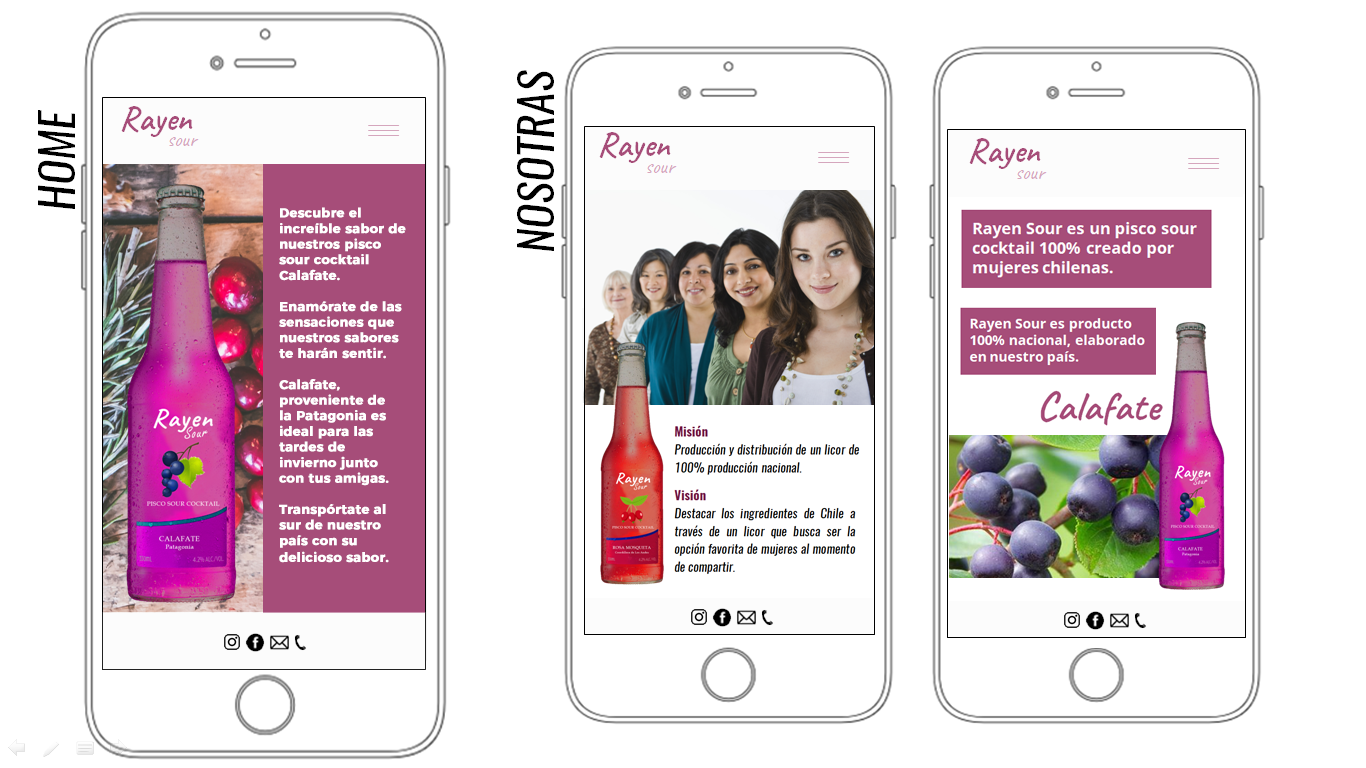 HOME
Rayen
sour
Descubre el
increíble sabor de
nuestros pisco
sour cocktail
Calafate.
Enamórate de las
sensaciones que
nuestros sabores
te harán sentir.
Calafate,
proveniente de
la Patagonia es
ideal para las
tardes de
invierno junto
con tus amigas.
Transpórtate al
sur de nuestro
país con su
delicioso sabor.
Rayen
Sour
PISCO SOUR COCKTAIL
CALAFATE
Patagonia
4.2% ALC/VOL
NOSOTRAS
Rayen
sour
Misión
Producción y distribución de un licor de
100% producción nacional.
Visión
Destacar los ingredientes de Chile a
través de un licor que busca ser la
opción favorita de mujeres al momento
de compartir.
Rayen
Sour
PISCO SOUR COCKTAIL
ROSA MOSQUETA
Rayen
sour
Rayen Sour es un pisco sour
cocktail 100% creado por
mujeres chilenas.
Rayen Sour es producto
100% nacional, elaborado
en nuestro país.
Calafate
Rayen
Sour
PISCO SOUR COCKTAIL
CALAFATE
Patagonia